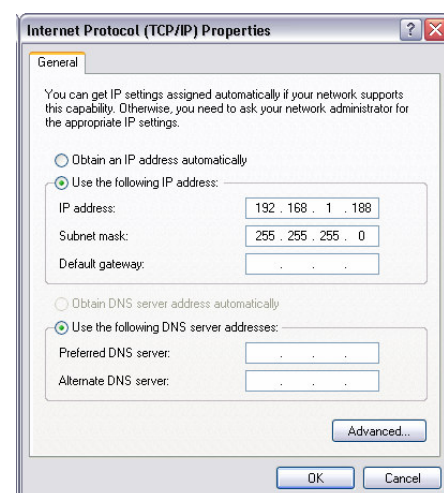 Internet Protocol (TCP/IP) Properties
General
You can get IP settings assigned automatically if your network supports
this capability. Otherwise, you need to ask your network administrator for
the appropriate IP settings.
Obtain an IP address automatically
Use the following IP address:
IP address: 192 . 168 . 1 . 188
Subnet mask: 255 . 255 . 255 . 0
Default gateway: . . .
Obtain DNS server address automatically
Use the following DNS server addresses:
Preferred DNS server: . . .
Alternate DNS server: . . .
Advanced...
OK Cancel